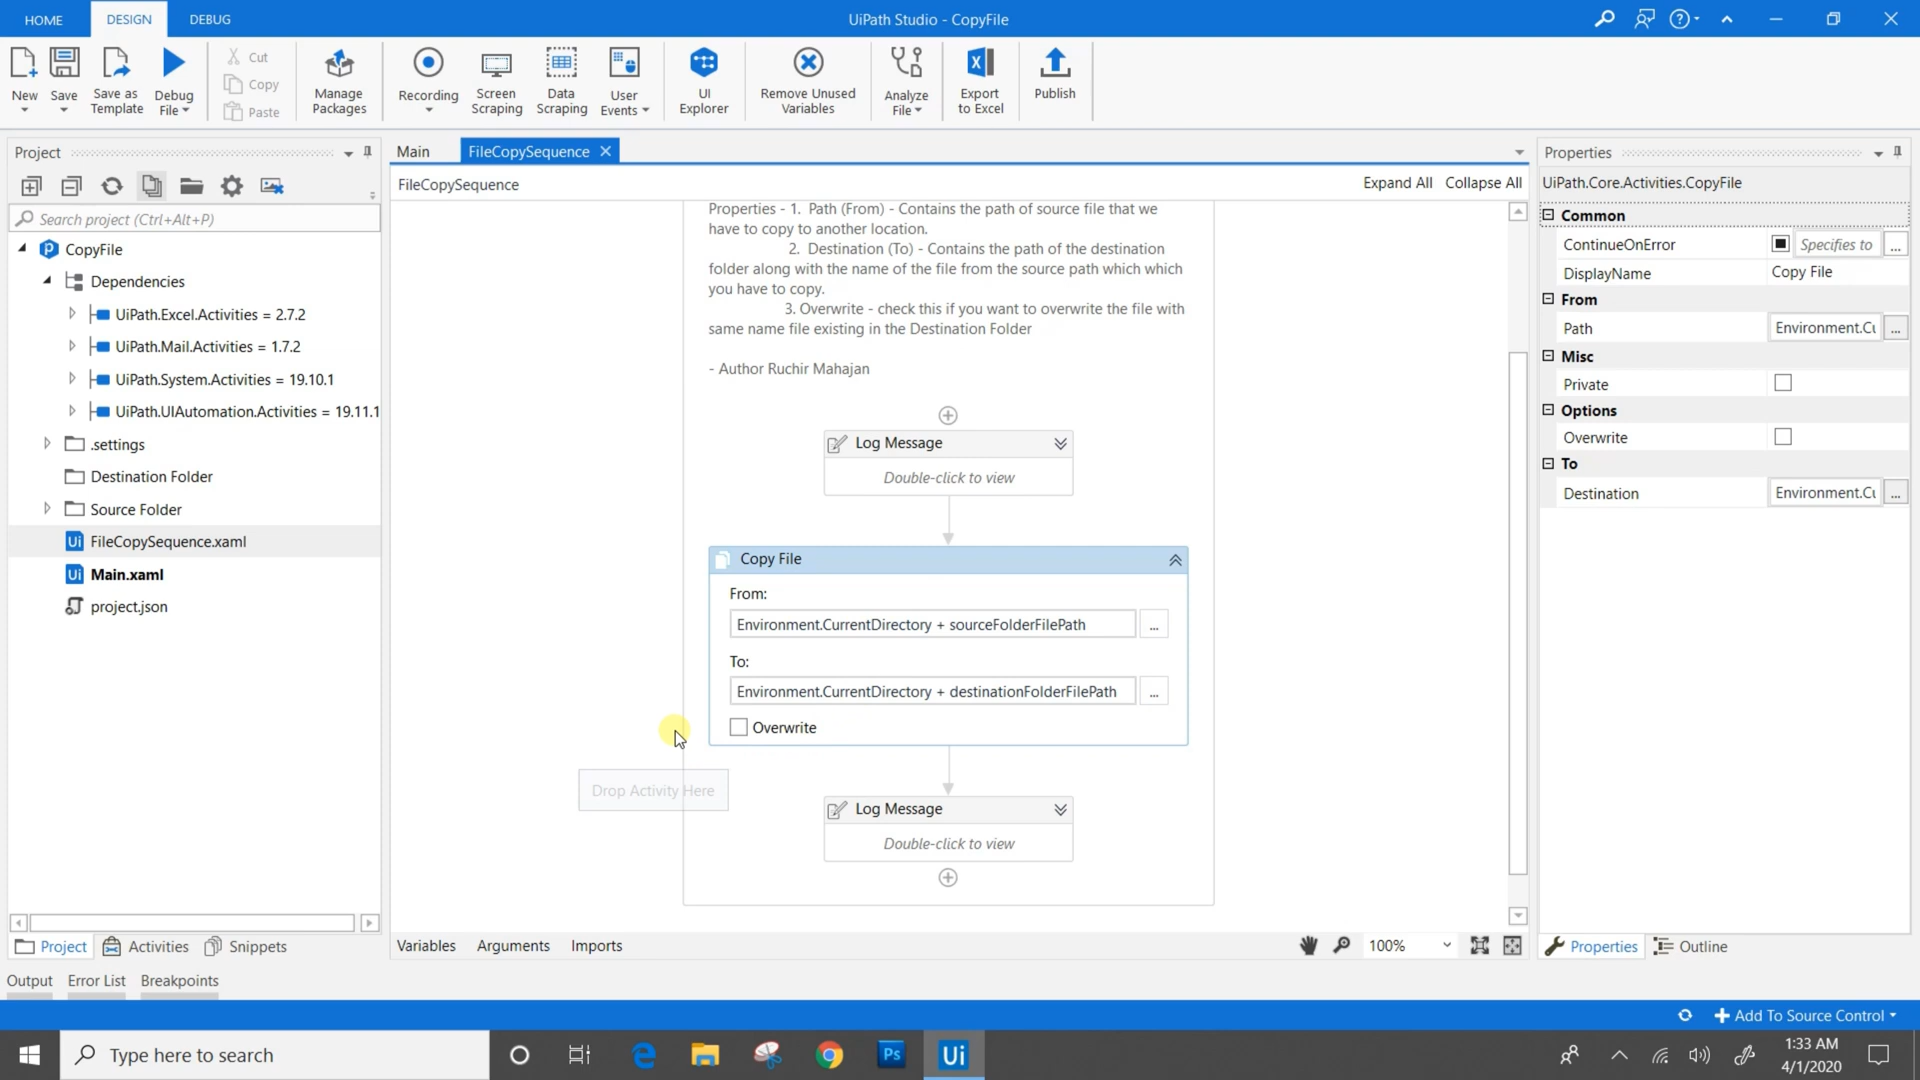 HOME
DESIGN
DEBUG
UiPath Studio - CopyFile
New
Save
Save as
Template
Debug
File
Cut
Copy
Paste
Manage
Packages
Recording
Screen
Scraping
Data
Scraping
User
Events
UI
Explorer
Remove Unused
Variables
Analyze
File
Export
to Excel
Publish
Project
Search project (Ctrl+Alt+P)
CopyFile
Dependencies
UiPath.Excel.Activities = 2.7.2
UiPath.Mail.Activities = 1.7.2
UiPath.System.Activities = 19.10.1
UiPath.UIAutomation.Activities = 19.11.1
.settings
Destination Folder
Source Folder
FileCopySequence.xaml
Main.xaml
project.json
Project
Activities
Snippets
Main
FileCopySequence
FileCopySequence
Expand All
Collapse All
Properties - 1. Path (From) - Contains the path of source file that we
have to copy to another location.
2. Destination (To) - Contains the path of the destination
folder along with the name of the file from the source path which which
you have to copy.
3. Overwrite - check this if you want to overwrite the file with
same name file existing in the Destination Folder
- Author Ruchir Mahajan
Log Message
Double-click to view
Copy File
From:
Environment.CurrentDirectory + sourceFolderFilePath
...
To:
Environment.CurrentDirectory + destinationFolderFilePath
...
Overwrite
Drop Activity Here
Log Message
Double-click to view
Variables
Arguments
Imports
100%
Properties
UiPath.Core.Activities.CopyFile
Common
ContinueOnError
Specifies to
...
DisplayName
Copy File
From
Path
Environment.Cu
...
Misc
Private
Options
Overwrite
To
Destination
Environment.Cu
...
Properties
Outline
Output
Error List
Breakpoints
Add To Source Control
Type here to search
Ps
Ui
1:33 AM
4/1/2020